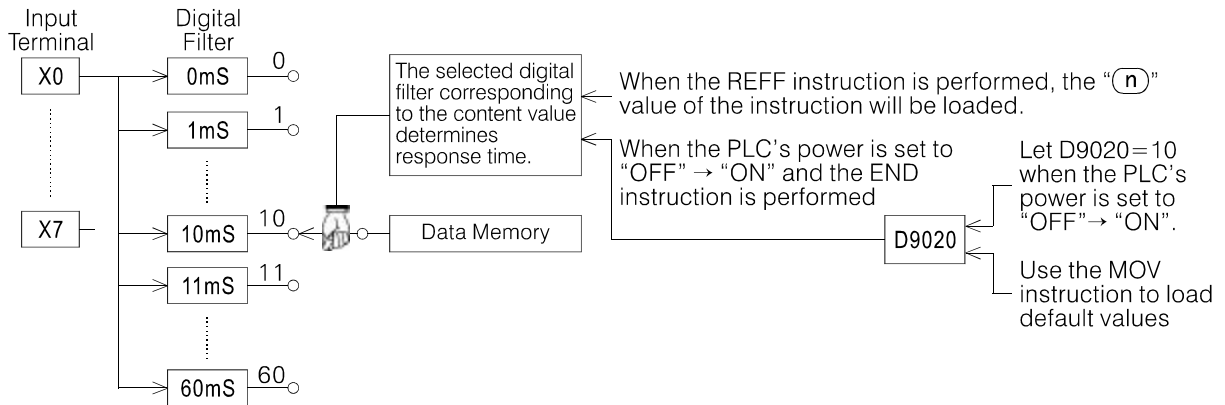 Input
Terminal
Digital
Filter
X0
0mS
0
1mS
1
X7
10mS
10
11mS
11
60mS
60
The selected digital
filter corresponding
to the content value
determines
response time.
Data Memory
When the REFF instruction is performed, the “n”
value of the instruction will be loaded.
When the PLC's power is set to
“OFF” → “ON” and the END
instruction is performed
D9020
Let D9020=10
when the PLC's
power is set to
“OFF”→ “ON”.
Use the MOV
instruction to load
default values